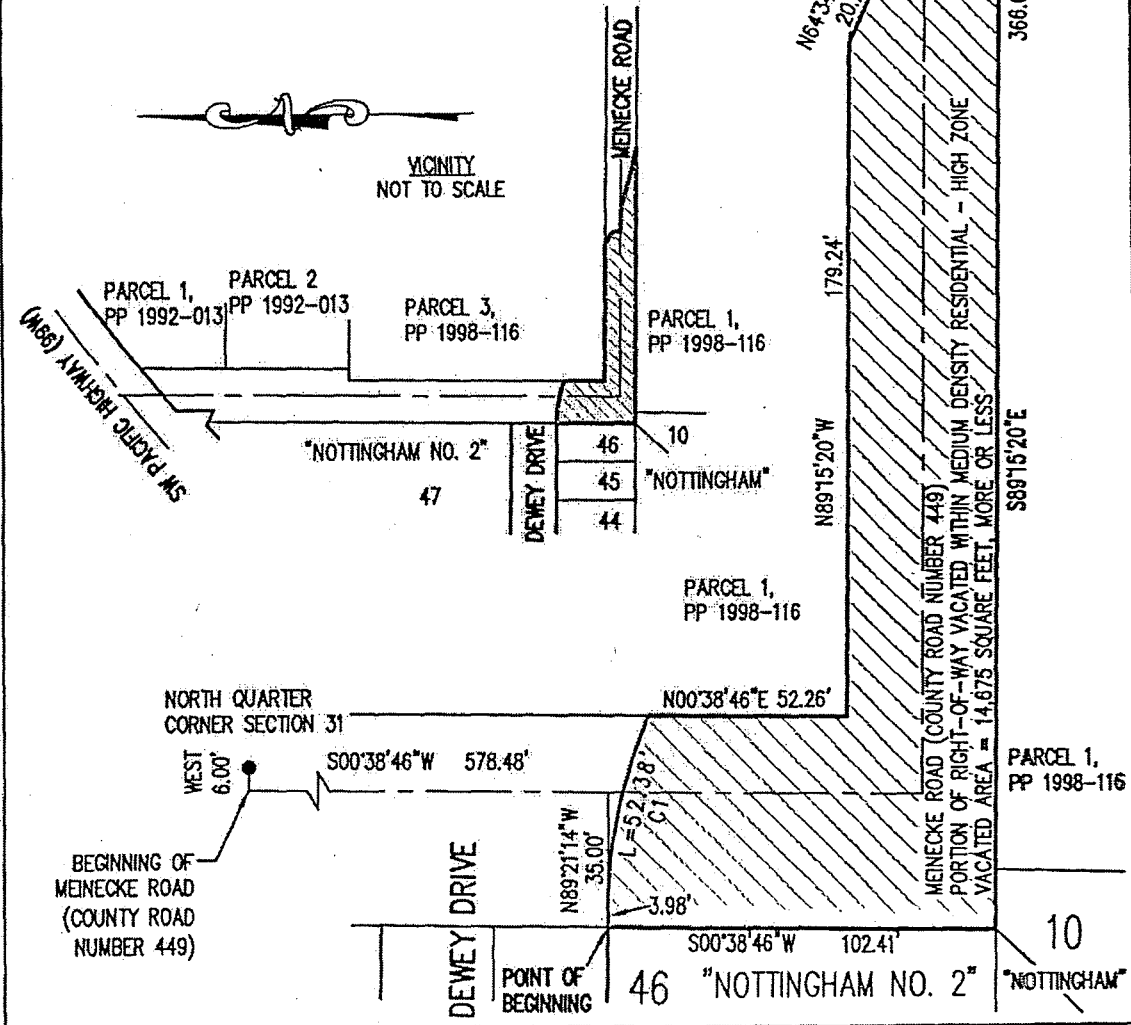 N64°3
20.
366.
MEINECKE ROAD
VICINITY
NOT TO SCALE
PARCEL 1,
PP 1992-013
PARCEL 2
PP 1992-013
PARCEL 3,
PP 1998-116
PARCEL 1,
PP 1998-116
SW PACIFIC HIGHWAY (99W)
"NOTTINGHAM NO. 2"
47
DEWEY DRIVE
46
45
44
10
"NOTTINGHAM"
179.24'
N89°15'20"W
MEINECKE ROAD (COUNTY ROAD NUMBER 449)
PORTION OF RIGHT-OF-WAY VACATED WITHIN MEDIUM DENSITY RESIDENTIAL - HIGH ZONE
VACATED AREA = 14,675 SQUARE FEET, MORE OR LESS
S89°15'20"E
PARCEL 1,
PP 1998-116
NORTH QUARTER
CORNER SECTION 31
N00°38'46"E 52.26'
WEST
6.00'
S00°38'46"W 578.48'
L=52.38'
C1
N89°21'14"W
35.00'
PARCEL 1,
PP 1998-116
BEGINNING OF
MEINECKE ROAD
(COUNTY ROAD
NUMBER 449)
DEWEY DRIVE
3.98'
S00°38'46"W 102.41'
POINT OF
BEGINNING
46 "NOTTINGHAM NO. 2"
10
"NOTTINGHAM"